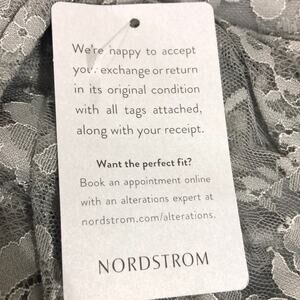 We're happy to accept
your exchange or return
in its original condition
with all tags attached,
along with your receipt.
Want the perfect fit?
Book an appointment online
with an alterations expert at
nordstrom.com/alterations.
NORDSTROM